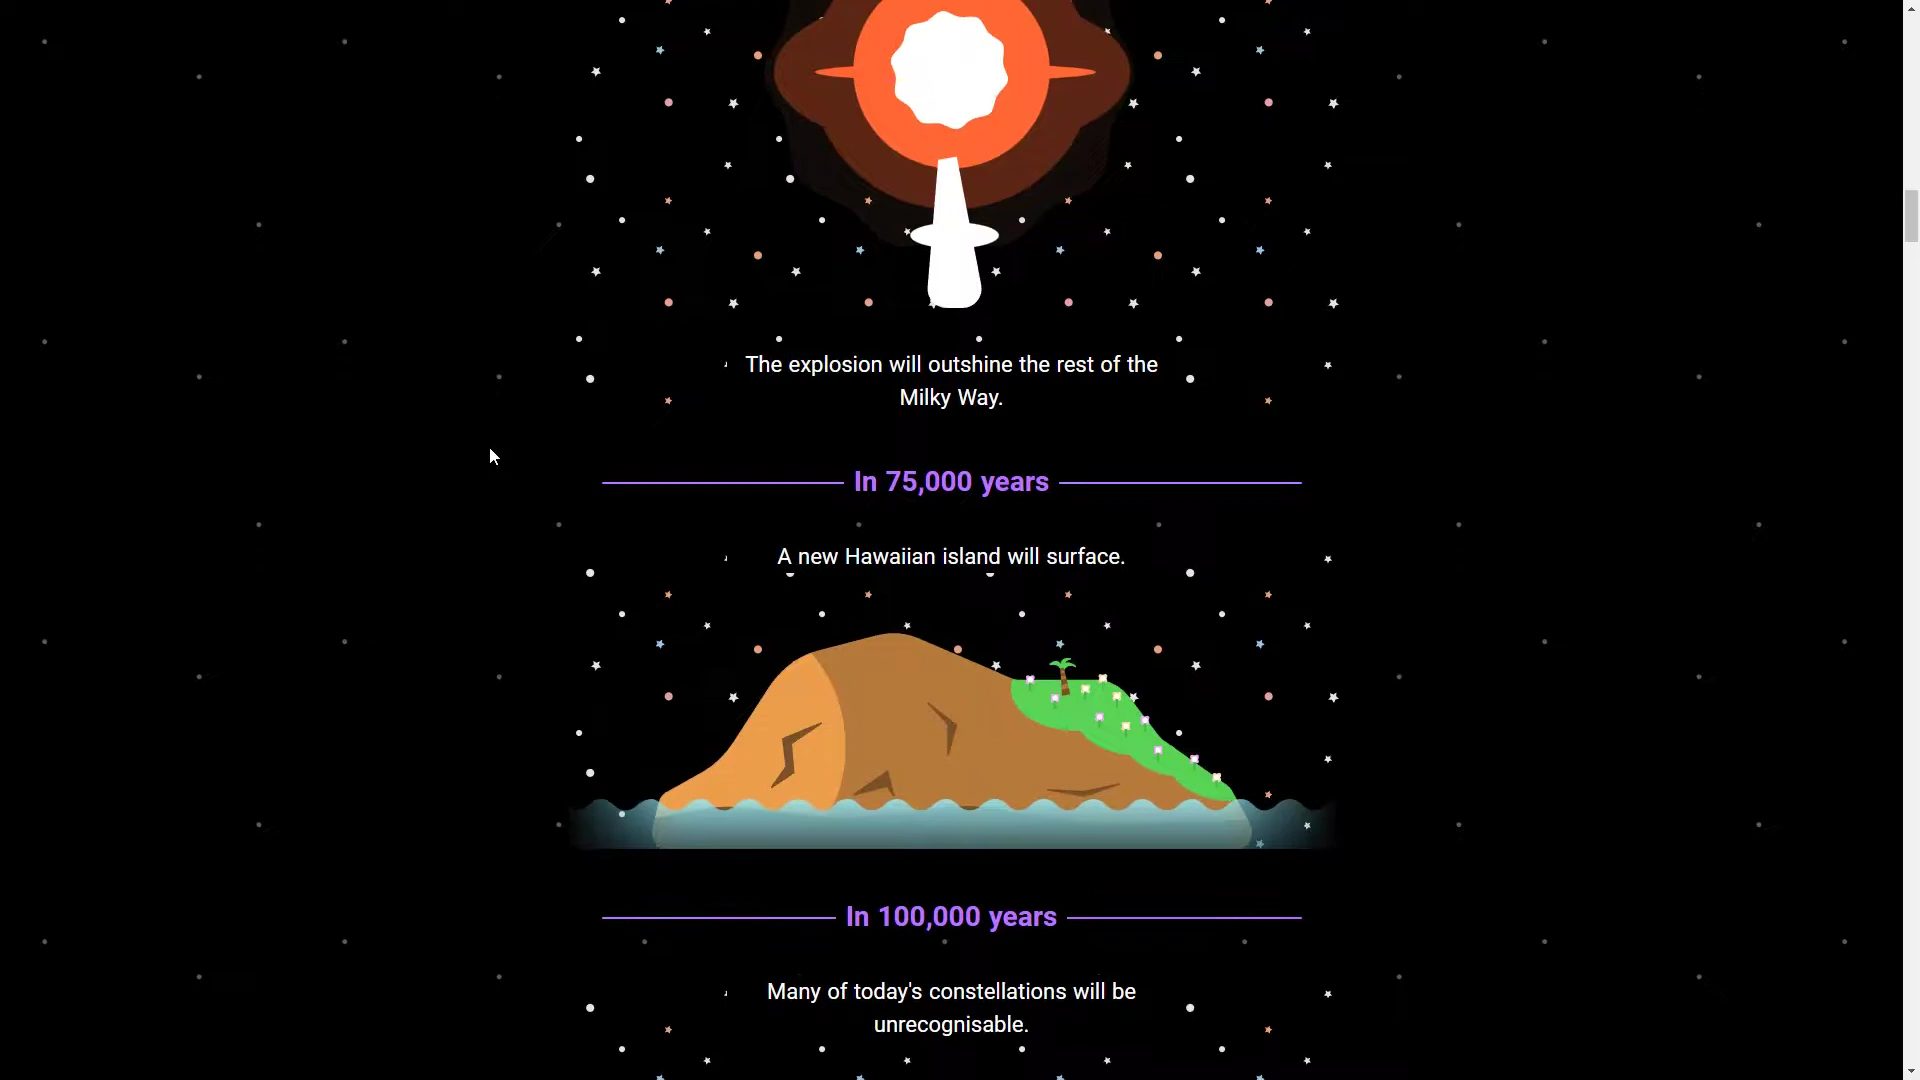 The explosion will outshine the rest of the
Milky Way.
In 75,000 years
A new Hawaiian island will surface.
In 100,000 years
Many of today's constellations will be
unrecognisable.